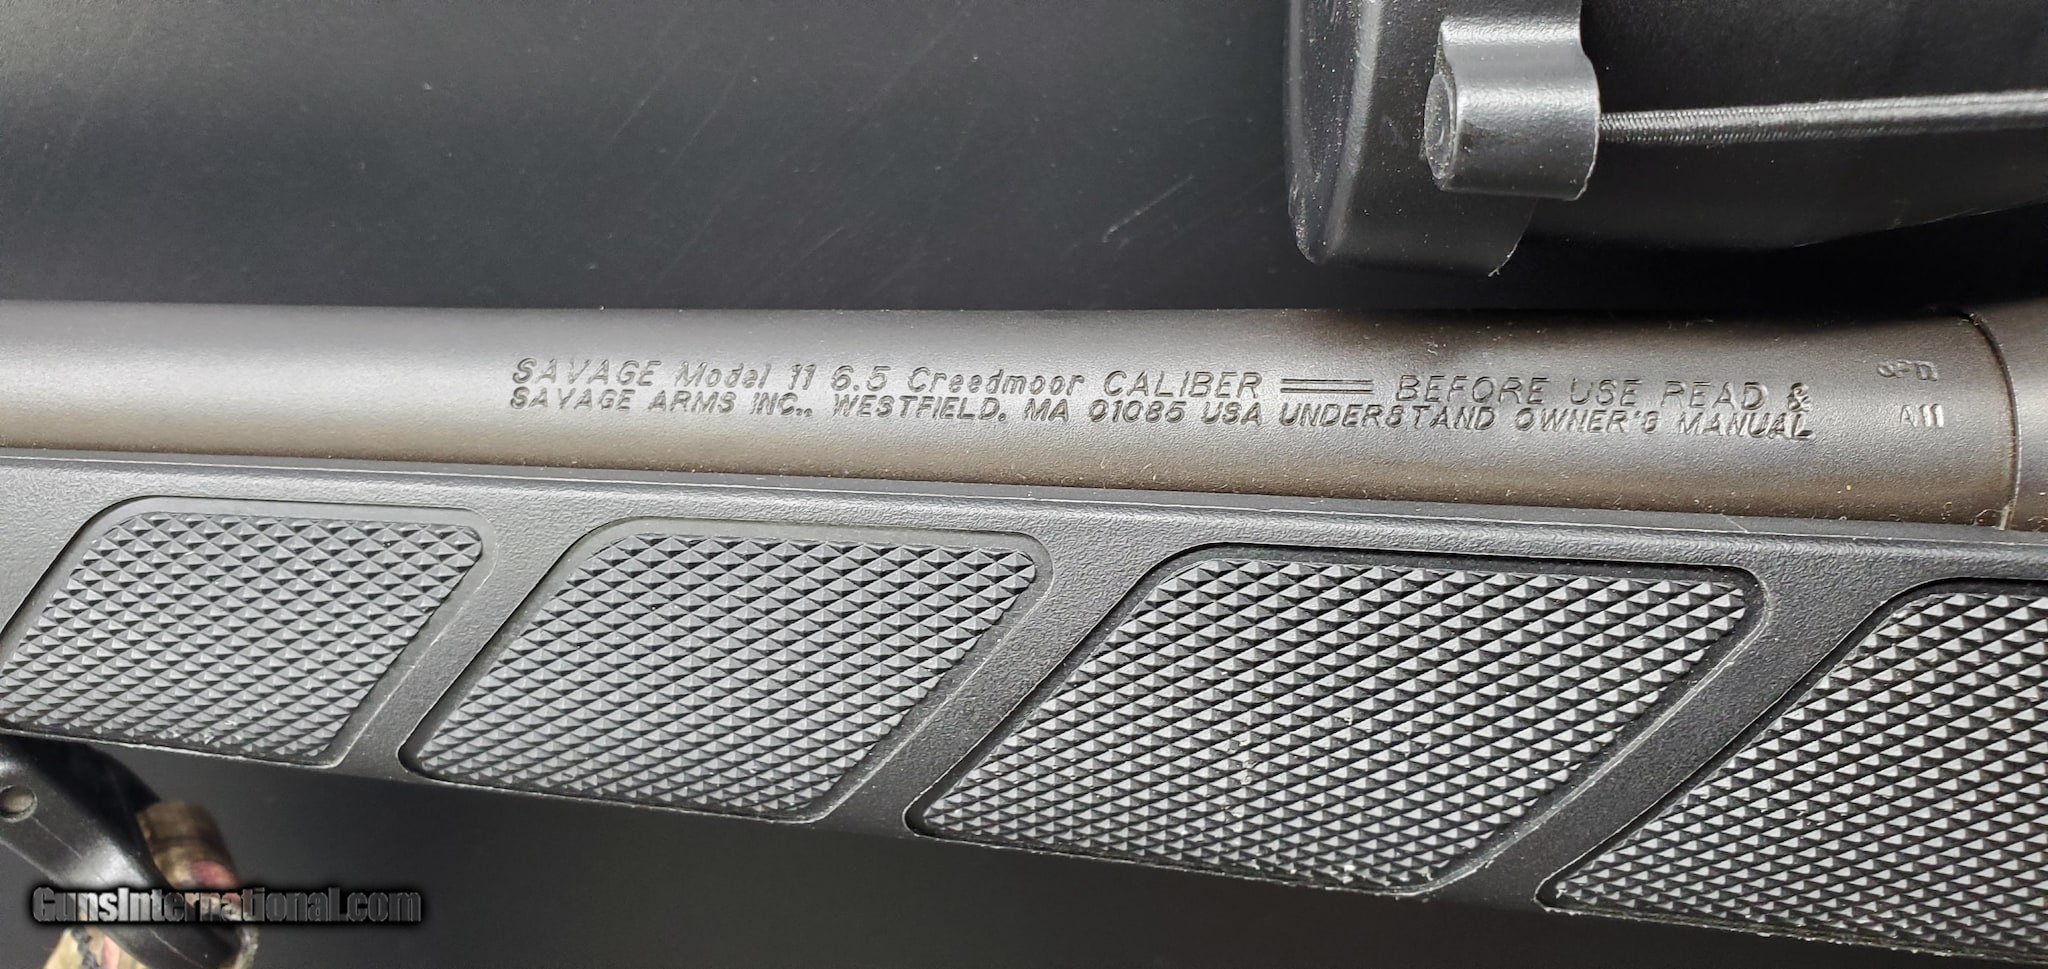 SAVAGE Model 11 6.5 Creedmoor CALIBER ═══ BEFORE USE READ &
SAVAGE ARMS INC., WESTFIELD, MA 01085 USA UNDERSTAND OWNER'S MANUAL
A11
GunsInternational.com